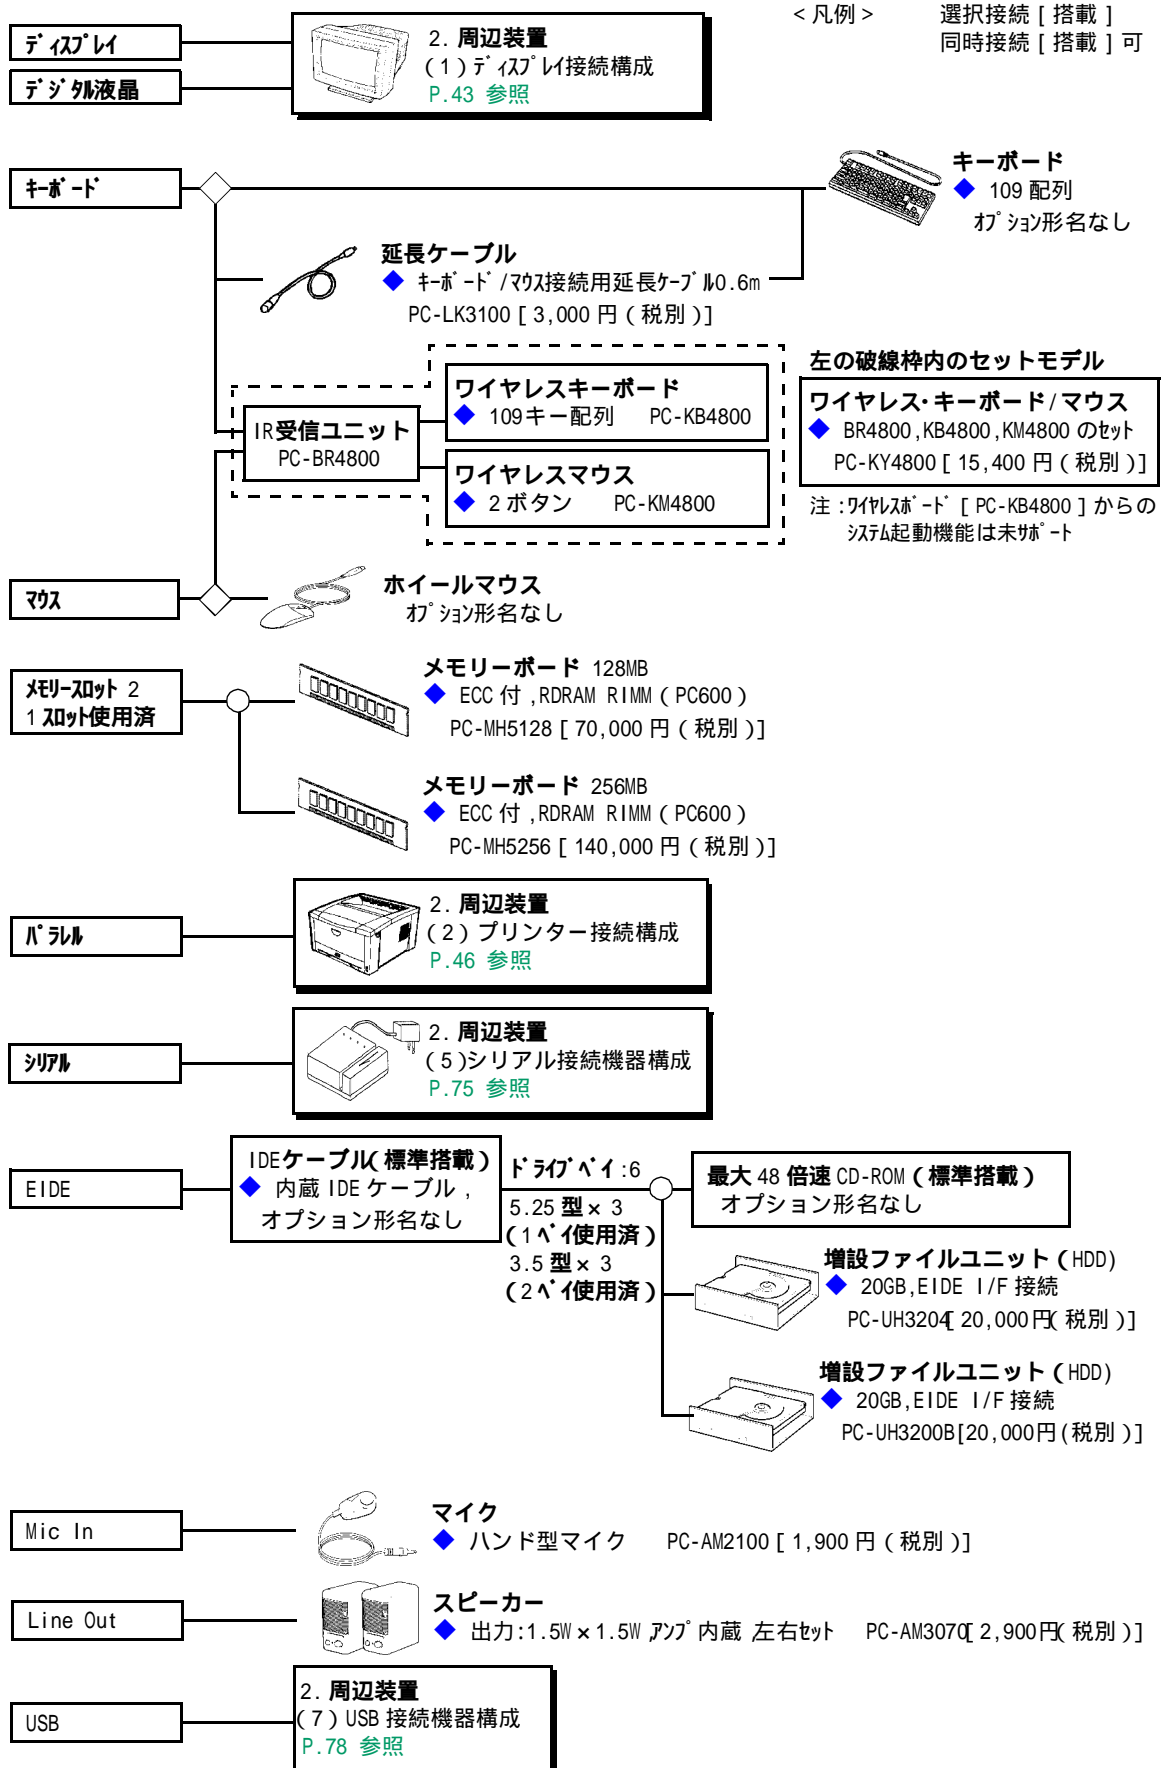 <凡例> 選択接続[搭載]
同時接続[搭載]可
ディスプレイ
デジタル液晶
2.周辺装置
(1)ディスプレイ接続構成
P.43 参照
キーボード
キーボード
◆ 109 配列
オプション形名なし
延長ケーブル
◆ キーボード/マウス接続用延長ケーブル0.6m
PC-LK3100[3,000 円(税別)]
左の破線枠内のセットモデル
ワイヤレスキーボード
◆ 109キー配列 PC-KB4800
ワイヤレス・キーボード/マウス
◆ BR4800,KB4800,KM4800 のセット
PC-KY4800[15,400 円(税別)]
IR受信ユニット
PC-BR4800
ワイヤレスマウス
◆ 2ボタン PC-KM4800
注:ワイヤレスボード[PC-KB4800]からの
システム起動機能は未サポート
マウス
ホイールマウス
オプション形名なし
メモリースロット 2
1スロット使用済
メモリーボード 128MB
◆ ECC付,RDRAM RIMM(PC600)
PC-MH5128[70,000 円(税別)]
メモリーボード 256MB
◆ ECC付,RDRAM RIMM(PC600)
PC-MH5256[140,000 円(税別)]
パラレル
2.周辺装置
(2)プリンター接続構成
P.46 参照
シリアル
2.周辺装置
(5)シリアル接続機器構成
P.75 参照
EIDE
IDEケーブル(標準搭載)
◆ 内蔵 IDE ケーブル,
オプション形名なし
ドライブベイ:6
5.25 型×3
(1ベイ使用済)
3.5 型×3
(2ベイ使用済)
最大 48 倍速 CD-ROM(標準搭載)
オプション形名なし
増設ファイルユニット(HDD)
◆ 20GB,EIDE I/F 接続
PC-UH3204[20,000円(税別)]
増設ファイルユニット(HDD)
◆ 20GB,EIDE I/F 接続
PC-UH3200B[20,000円(税別)]
Mic In
マイク
◆ ハンド型マイク PC-AM2100[1,900 円(税別)]
Line Out
スピーカー
◆ 出力:1.5W×1.5W,アンプ内蔵,左右セット PC-AM3070[2,900円(税別)]
USB
2.周辺装置
(7)USB 接続機器構成
P.78 参照